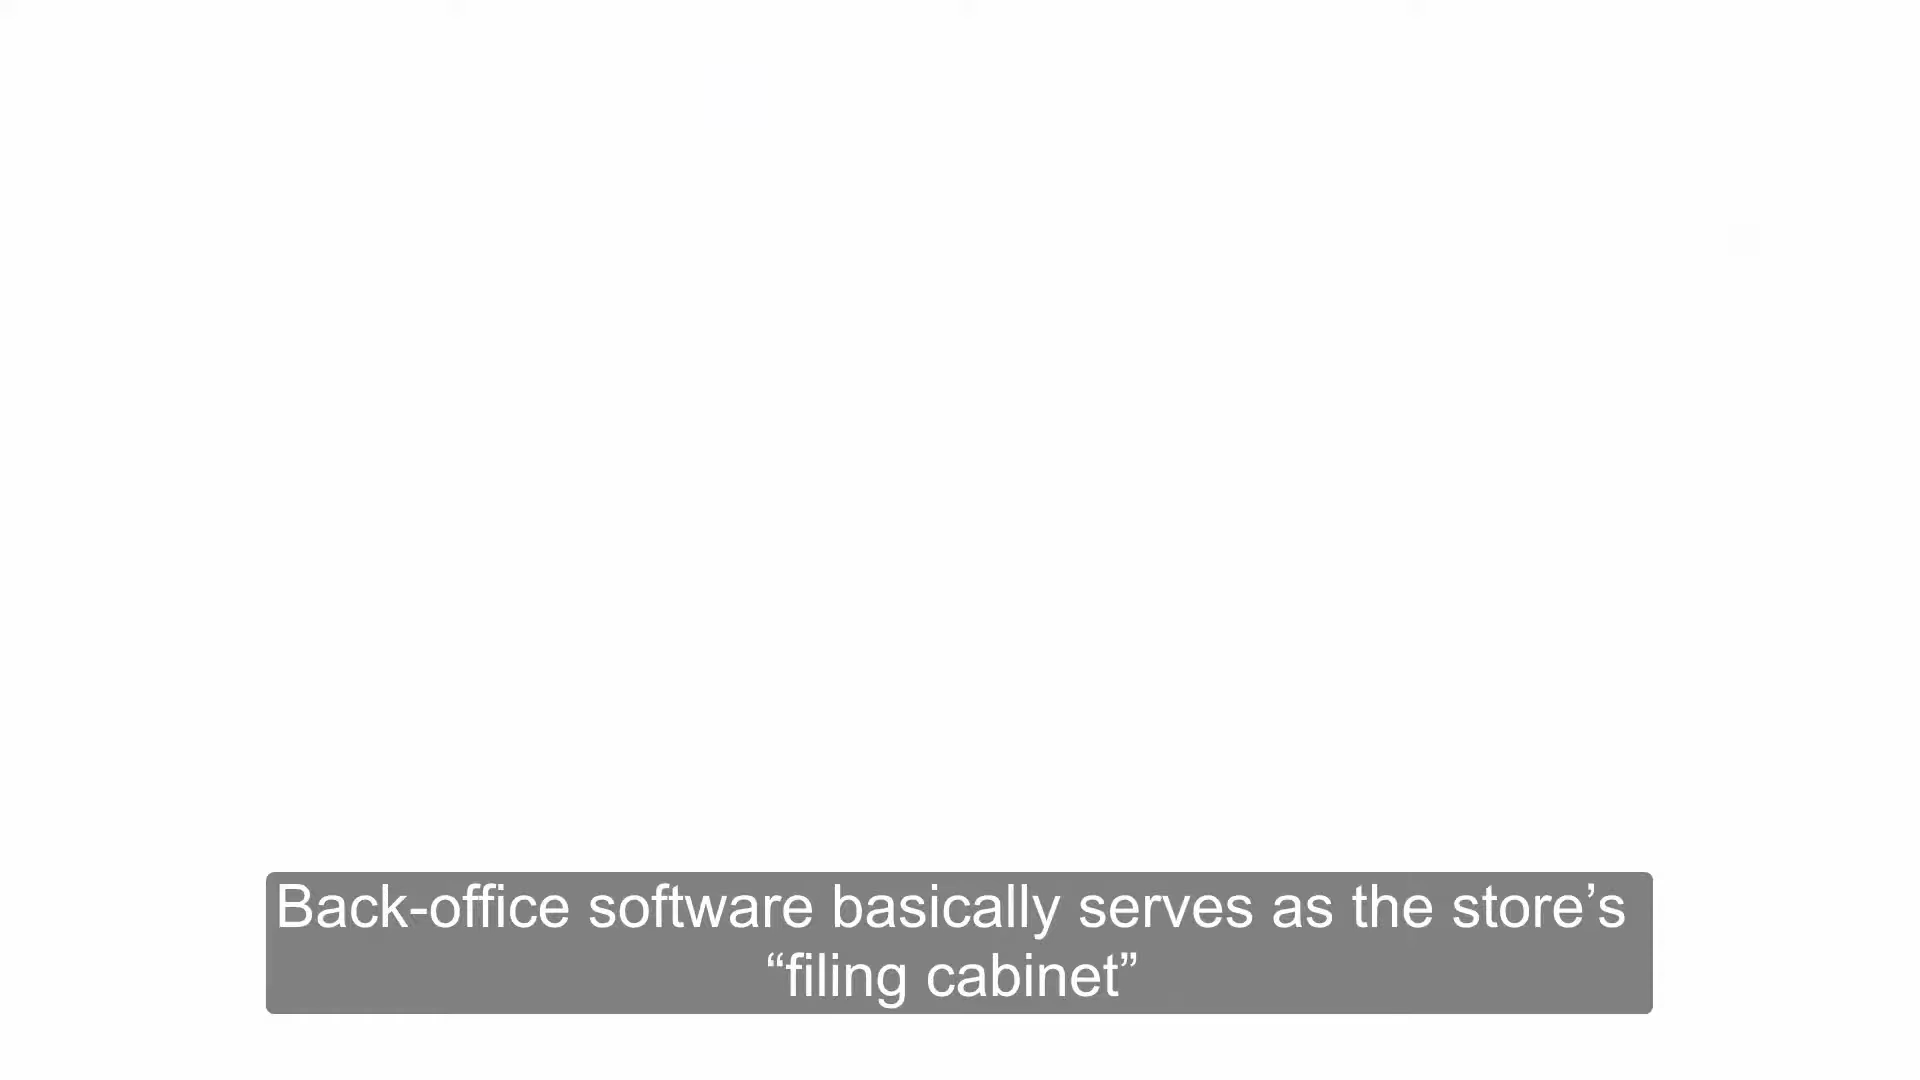 Back-office software basically serves as the store’s
“filing cabinet”